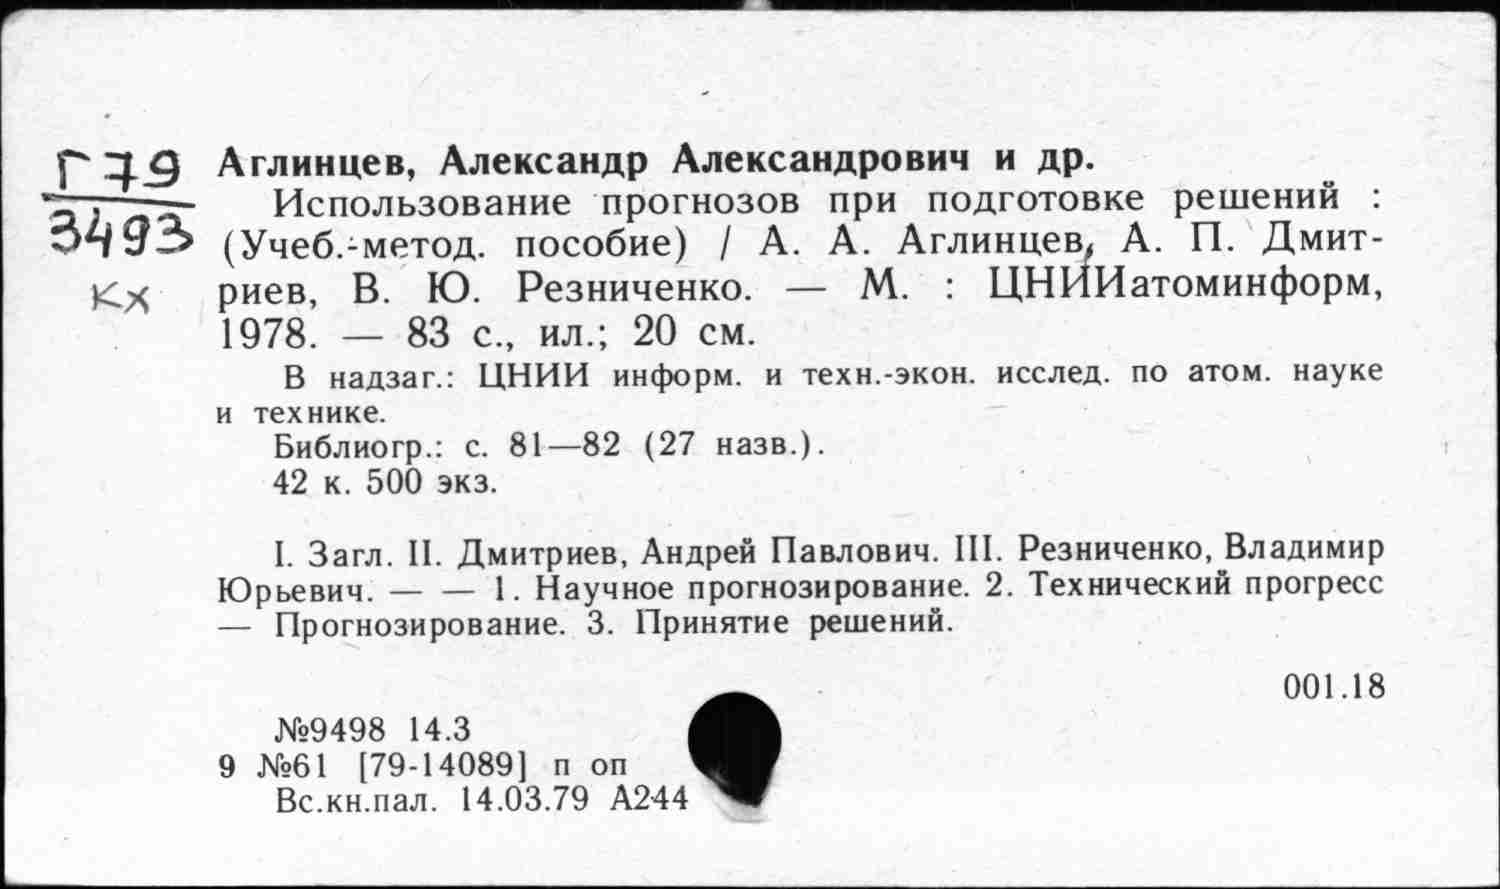 Г79
3493
кх
Аглинцев, Александр Александрович и др.
Использование прогнозов при подготовке решений :
(Учеб.-метод. пособие) / А. А. Аглинцев, А. П. Дмит-
риев, В. Ю. Резниченко. — М. : ЦНИИатоминформ,
1978. — 83 с., ил.; 20 см.
В надзаг.: ЦНИИ информ. и техн.-экон. исслед. по атом. науке
и технике.
Библиогр.: с. 81—82 (27 назв.).
42 к. 500 экз.
I. Загл. II. Дмитриев, Андрей Павлович. III. Резниченко, Владимир
Юрьевич. — — 1. Научное прогнозирование. 2. Технический прогресс
— Прогнозирование. 3. Принятие решений.
001.18
№9498 14.3
9 №61 [79-14089] п оп
Вс.кн.пал. 14.03.79 А244